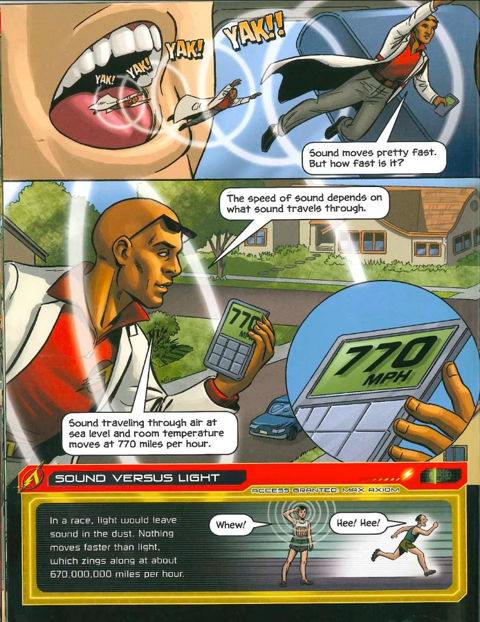 YAK!
YAK!
YAK!
YAK!!
Sound moves pretty fast.
But how fast is it?
The speed of sound depends on
what sound travels through.
770
MPH
770
MPH
Sound traveling through air at
sea level and room temperature
moves at 770 miles per hour.
SOUND VERSUS LIGHT
ACCESS GRANTED: MAX AXIOM
In a race, light would leave
sound in the dust. Nothing
moves faster than light,
which zings along at about
670,000,000 miles per hour.
Whew!
Hee! Hee!